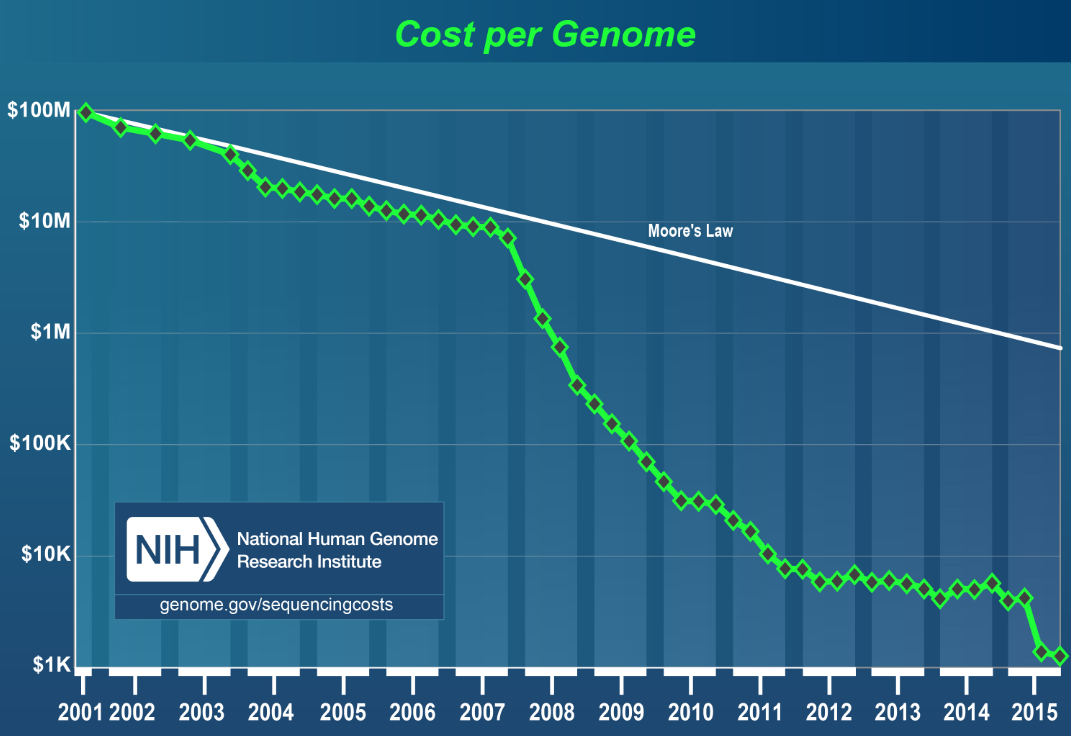 Cost per Genome
$100M
$10M
Moore's Law
$1M
$100K
$10K
NIH
National Human Genome
Research Institute
genome.gov/sequencingcosts
$1K
2001 2002 2003 2004 2005 2006 2007 2008 2009 2010 2011 2012 2013 2014 2015